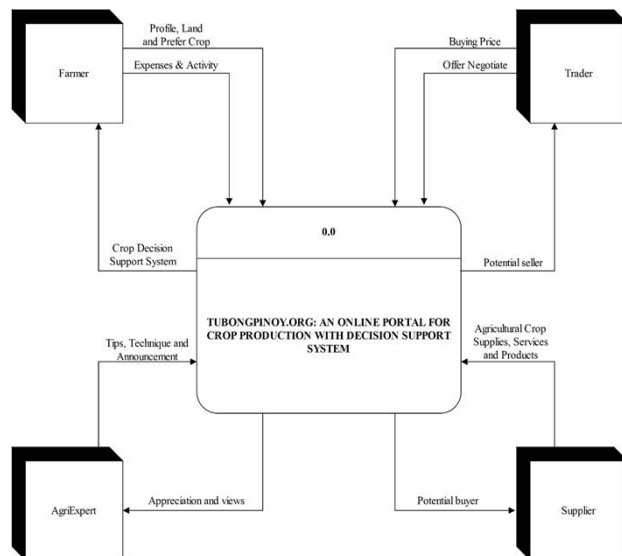 Profile, Land
and Prefer Crop
Expenses & Activity
Farmer
Buying Price
Offer Negotiate
Trader
0.0
Crop Decision
Support System
Potential seller
TUBONGPINOY.ORG: AN ONLINE PORTAL FOR
CROP PRODUCTION WITH DECISION SUPPORT
SYSTEM
Tips, Technique and
Announcement
Agricultural Crop
Supplies, Services
and Products
AgriExpert
Appreciation and views
Potential buyer
Supplier